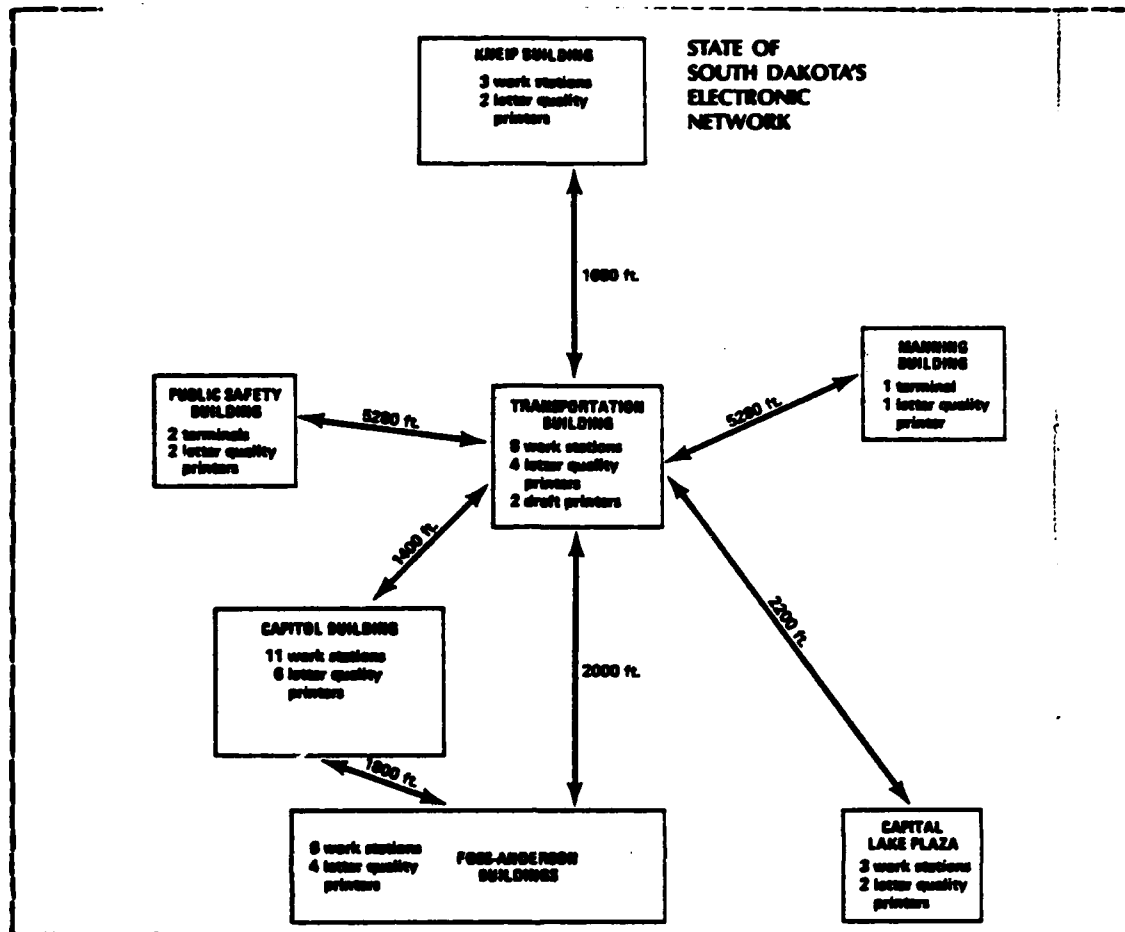 STATE OF
SOUTH DAKOTA'S
ELECTRONIC
NETWORK
KNEIP BUILDING
3 work stations
2 letter quality
printers
1650 ft.
MANNING
BUILDING
1 terminal
1 letter quality
printer
5280 ft.
PUBLIC SAFETY
BUILDING
2 terminals
2 letter quality
printers
5280 ft.
TRANSPORTATION
BUILDING
8 work stations
4 letter quality
printers
2 draft printers
1400 ft.
CAPITOL BUILDING
11 work stations
6 letter quality
printers
2000 ft.
2200 ft.
1800 ft.
work stations
4 letter quality
printers
FOSS-ANDERSON
BUILDINGS
CAPITAL
LAKE PLAZA
3 work stations
2 letter quality
printers